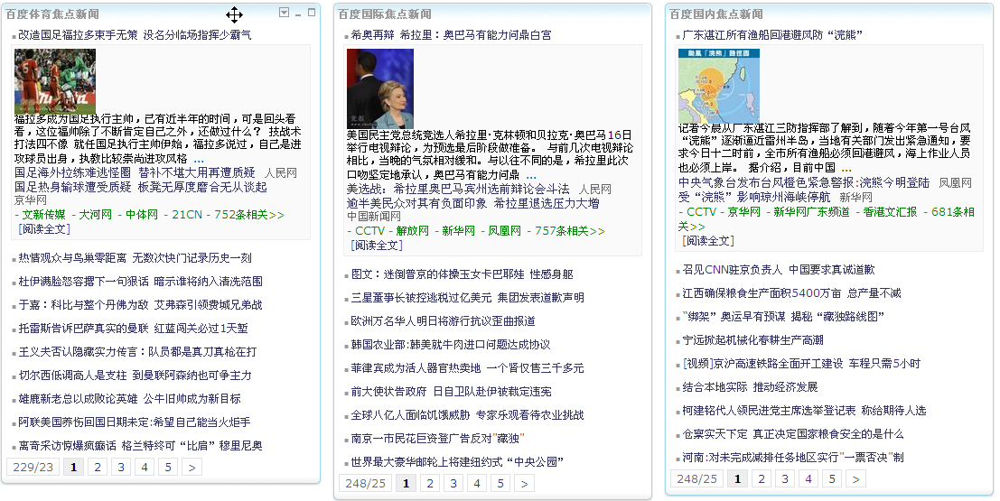 百度体育焦点新闻
改造国足福拉多束手无策 没名分临场指挥少霸气
福拉多成为国足执行主帅，已有近半年的时间，可是回头看
看，这位福帅除了不断肯定自己之外，还做过什么？ 技战术
打法四不像 就任国足执行主帅伊始，福拉多说过，自己是进
攻球员出身，执教比较崇尚进攻风格 ...
国足海外拉练难逃怪圈 替补不堪大用再遭质疑 人民网
国足热身输球遭受质疑 板凳无厚度磨合无从谈起
京华网
- 文新传媒 - 大河网 - 中体网 - 21CN - 752条相关>>
[阅读全文]
热情观众与鸟巢零距离 无数次快门记录历史一刻
杜伊满脸怒容撂下一句狠话 暗示谁将纳入清洗范围
于嘉：科比与整个丹佛为敌 艾弗森引领费城兄弟战
托雷斯告诉巴萨真实的曼联 红蓝闯关必过1天堑
王义夫否认隐藏实力传言：队员都是真刀真枪在打
切尔西低调高人是支柱 到曼联阿森纳也可争主力
雄鹿新老总以成败论英雄 公牛旧帅成为新目标
阿联美国养伤回国日期未定:希望自己能当火炬手
离奇采访惊爆疯癫话 格兰特终可“比肩”穆里尼奥
229/23 1 2 3 4 5 >
百度国际焦点新闻
希奥再辩 希拉里：奥巴马有能力问鼎白宫
美国民主党总统竞选人希拉里·克林顿和贝拉克·奥巴马16日
举行电视辩论，为预选最后阶段做准备。 与前几次电视辩论
相比，当晚的气氛相对缓和。与以往不同的是，希拉里此次
口吻坚定地承认，奥巴马有能力问鼎 ...
美选战：希拉里奥巴马宾州选前辩论会斗法 人民网
逾半美民众对其有负面印象 希拉里退选压力大增
中国新闻网
- CCTV - 解放网 - 新华网 - 凤凰网 - 757条相关>>
[阅读全文]
图文：迷倒普京的体操玉女卡巴耶娃 性感身躯
三星董事长被控逃税过亿美元 集团发表道歉声明
欧洲万名华人明日将游行抗议歪曲报道
韩国农业部:韩美就牛肉进口问题达成协议
菲律宾成为活人器官热卖地 一个肾仅售三千多元
前大使状告政府 日自卫队赴伊被裁定违宪
全球八亿人面临饥饿威胁 专家乐观看待农业挑战
南京一市民花巨资登广告反对"藏独"
世界最大豪华邮轮上将建纽约式“中央公园”
248/25 1 2 3 4 5 >
百度国内焦点新闻
广东湛江所有渔船回港避风防“浣熊”
记者今晨从广东湛江三防指挥部了解到，随着今年第一号台风
“浣熊”逐渐逼近雷州半岛，当地有关部门发出紧急通知，要
求今日十二时前，全市所有渔船必须回港避风，海上作业人员
也必须上岸。 据介绍，目前中国 ...
中央气象台发布台风橙色紧急警报:浣熊今明登陆 凤凰网
受“浣熊”影响琼州海峡停航 新华网
- CCTV - 京华网 - 新华网广东频道 - 香港文汇报 - 681条相
关>>
[阅读全文]
召见CNN驻京负责人 中国要求真诚道歉
江西确保粮食生产面积5400万亩 总产量不减
“绑架”奥运早有预谋 揭秘“藏独路线图”
宁远掀起机械化春耕生产高潮
[视频]京沪高速铁路全面开工建设 车程只需5小时
结合本地实际 推动经济发展
柯建铭代人领民进党主席选举登记表 称给期待人选
仓禀实天下定 真正决定国家粮食安全的是什么
河南:对未完成减排任务地区实行"一票否决"制
248/25 1 2 3 4 5 >